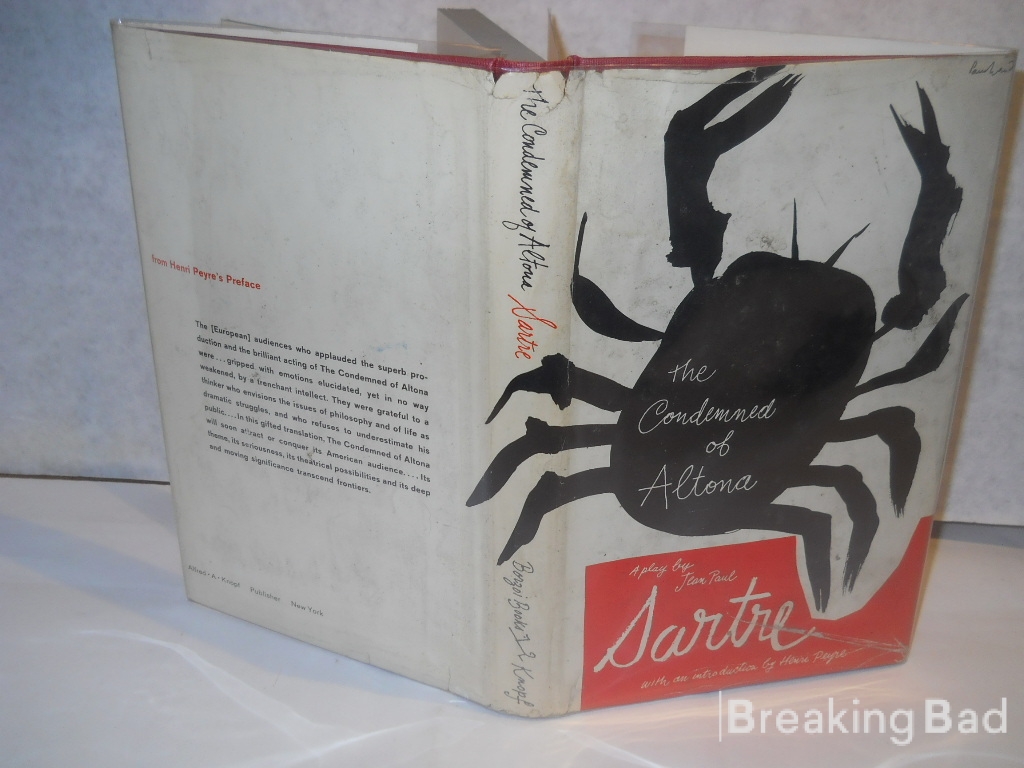 from Henri Peyre's Preface
The [European] audiences who applauded the superb pro-
duction and the brilliant acting of The Condemned of Altona
were...gripped with emotions elucidated, yet in no way
weakened, by a trenchant intellect. They were grateful to a
thinker who envisions the issues of philosophy and of life as
dramatic struggles, and who refuses to underestimate his
public....In this gifted translation, The Condemned of Altona
will soon attract or conquer its American audience.... Its
theme, its seriousness, its theatrical possibilities and its deep
and moving significance transcend frontiers.
Alfred • A • Knopf Publisher New York
the Condemned of Altona Sartre
Borzoi Books Knopf
the
Condemned
of
Altona
A play by
Jean Paul
Sartre
with an introduction by Henri Peyre
Breaking Bad